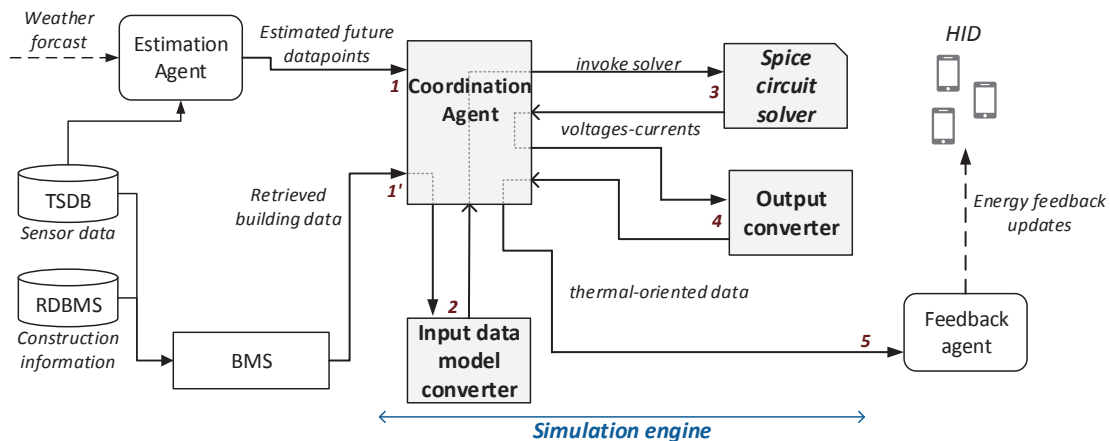 Weather
forcast
Estimation
Agent
Estimated future
datapoints
1
Coordination
Agent
invoke solver
3
Spice
circuit
solver
HID
voltages-currents
1'
Retrieved
building data
TSDB
Sensor data
4
Output
converter
Energy feedback
updates
RDBMS
Construction
information
BMS
2
Input data
model
converter
thermal-oriented data
5
Feedback
agent
Simulation engine